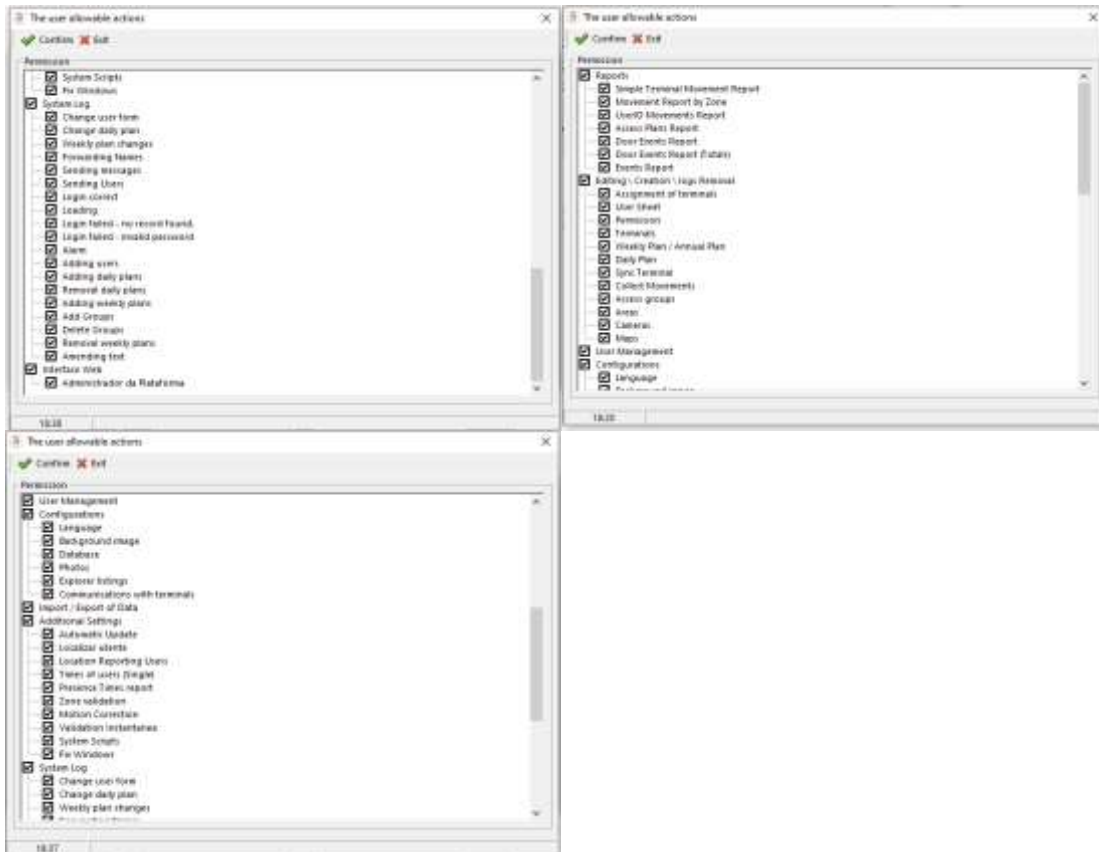 The user allowable actions
Confirm Exit
Permission
System Scripts
Fix Windows
System Log
Change user form
Change daily plan
Weekly plan changes
Forwarding Names
Sending messages
Sending Users
Login correct
Loading
Login failed - no record found.
Login failed - invalid password
Alarm
Adding users
Adding daily plans
Removal daily plans
Adding weekly plans
Add Groups
Delete Groups
Removal weekly plans
Amending text
Interface Web
Administrador da Plataforma
The user allowable actions
Confirm Exit
Permission
Reports
Simple Terminal Movement Report
Movement Report by Zone
UserID Movements Report
Access Plans Report
Door Events Report
Door Events Report
Events Report
Editing \ Creation \ logs Removal
Assignment of terminals
User Sheet
Permission
Terminals
Weekly Plan / Annual Plan
Daily Plan
Sync Terminal
Collect Movements
Access groups
Areas
Cameras
Maps
User Management
Configurations
Language
The user allowable actions
Confirm Exit
Permission
User Management
Configurations
Language
Background image
Database
Photos
Explorer listings
Communications with terminals
Import / Export of Data
Additional Settings
Automatic Update
Localizar utente
Location Reporting Users
Times of users (Single)
Presence Times report
Zone validation
Motion Correction
Validation Instantanea
System Scripts
Fix Windows
System Log
Change user form
Change daily plan
Weekly plan changes
18:37